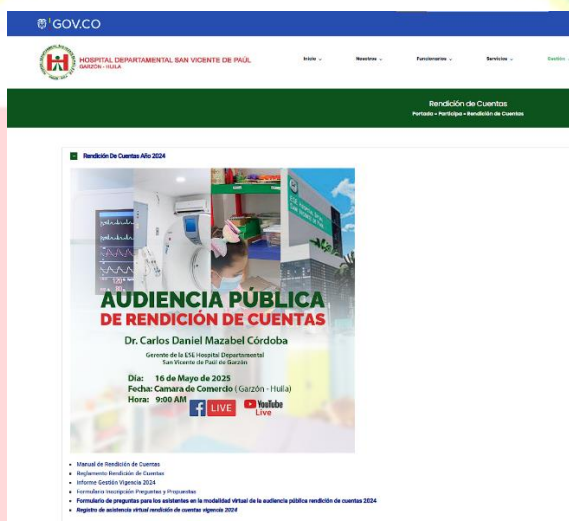 GOV.CO
HOSPITAL DEPARTAMENTAL SAN VICENTE DE PAÚL
GARZÓN - HUILA
Inicio
Nosotros
Funcionarios
Servicios
Gestión
Rendición de Cuentas
Portada - Participa - Rendición de Cuentas
Rendición De Cuentas Año 2024
AUDIENCIA PÚBLICA
DE RENDICIÓN DE CUENTAS
Dr. Carlos Daniel Mazabel Córdoba
Gerente de la ESE Hospital Departamental
San Vicente de Paúl de Garzón
Día: 16 de Mayo de 2025
Fecha: Camara de Comercio ( Garzón - Huila)
Hora: 9:00 AM
f LIVE
YouTube
Live
Manual de Rendición de Cuentas
Reglamento Rendición de Cuentas
Informe Gestión Vigencia 2024
Formulario Inscripción Preguntas y Propuestas
Formulario de preguntas para los asistentes en la modalidad virtual de la audiencia pública rendición de cuentas 2024
Registro de asistencia virtual rendición de cuentas vigencia 2024